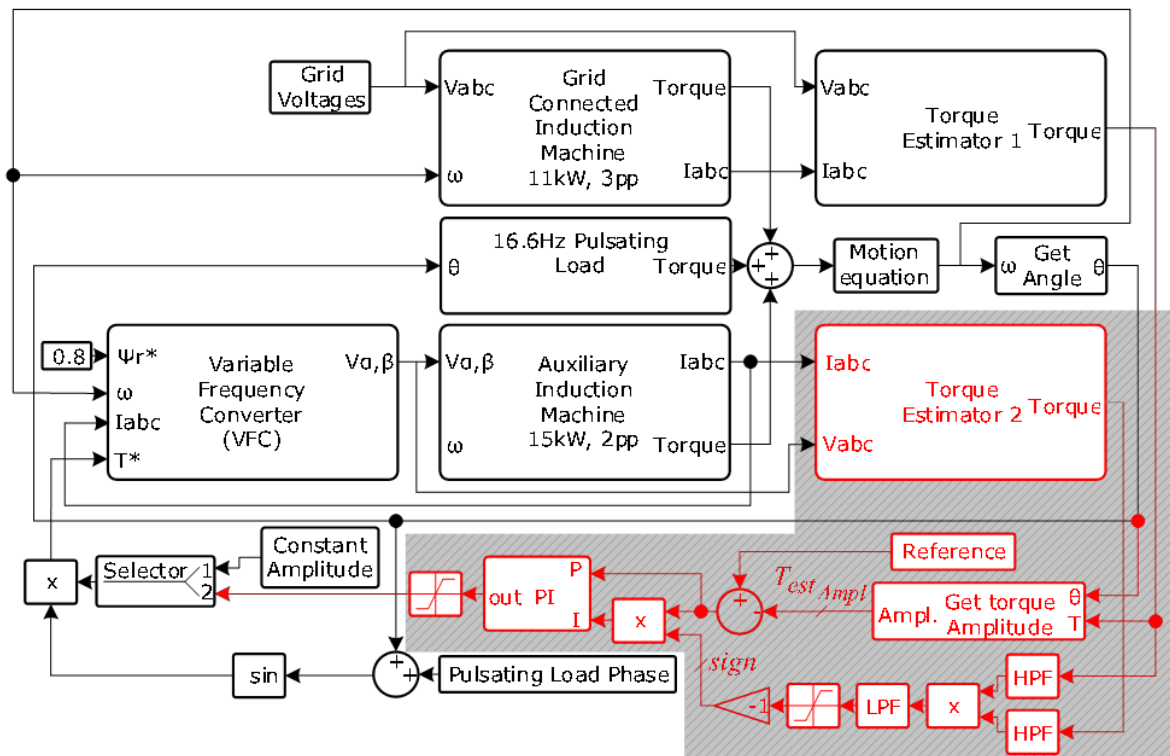 Grid
Voltages
Vabc
ω
Grid
Connected
Induction
Machine
11kW, 3pp
Torque
Iabc
Vabc
Iabc
Torque
Estimator 1
Torque
θ
16.6Hz Pulsating
Load
Torque
+
+
+
Motion
equation
ω
Get
Angle
θ
0.8
Ψr*
ω
Iabc
T*
Variable
Frequency
Converter
(VFC)
Vα,β
Vα,β
ω
Auxiliary
Induction
Machine
15kW, 2pp
Iabc
Torque
Iabc
Vabc
Torque
Estimator 2
Torque
x
Selector
1
2
Constant
Amplitude
out PI
P
I
x
+
-
Reference
Test Ampl
Ampl.
Get torque
Amplitude
θ
T
sin
+
+
Pulsating Load Phase
sign
-1
LPF
x
HPF
HPF